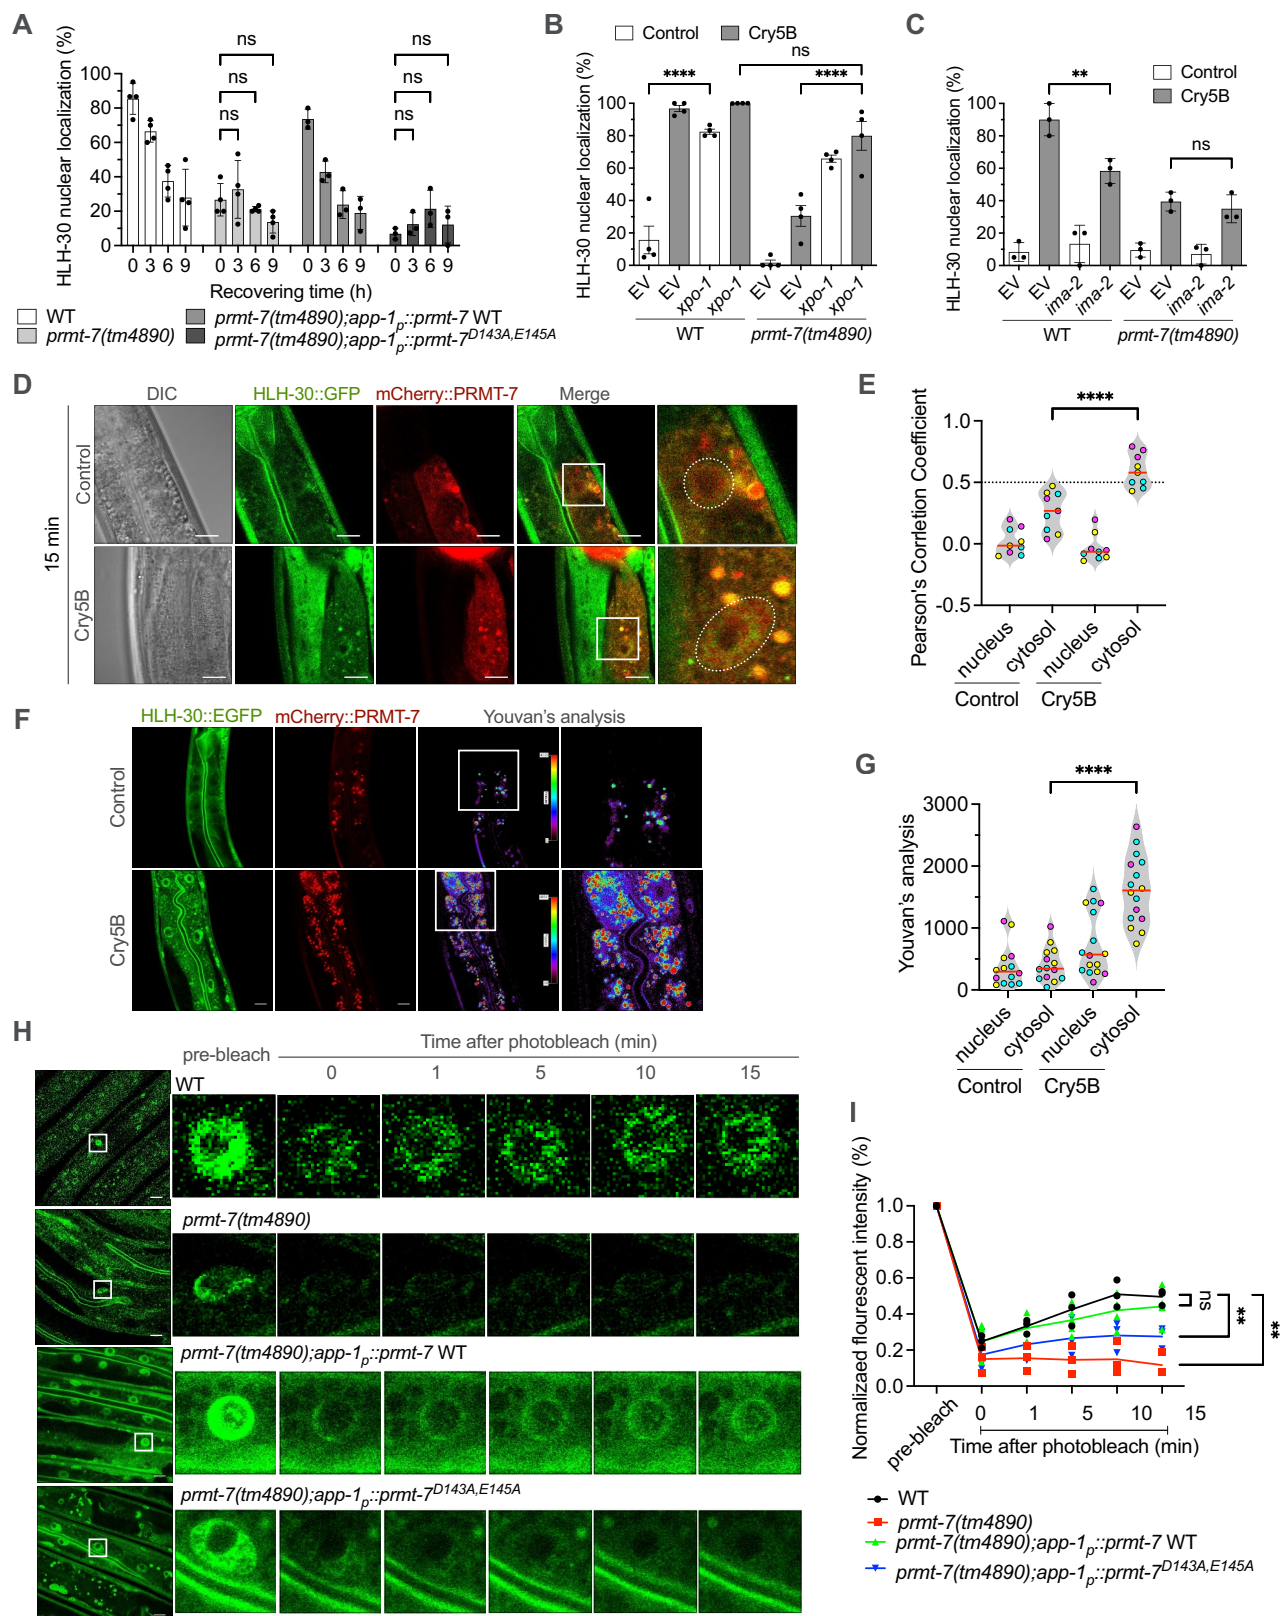 A
HLH-30 nuclear localization (%)
100
80
60
40
20
0
ns
ns
ns
ns
ns
ns
0 3 6 9 0 3 6 9 0 3 6 9 0 3 6 9
Recovering time (h)
WT
prmt-7(tm4890)
prmt-7(tm4890);app-1p::prmt-7 WT
prmt-7(tm4890);app-1p::prmt-7D143A,E145A
B
Control Cry5B
HLH-30 nuclear localization (%)
100
80
60
40
20
0
ns
**** ****
EV EV xpo-1 xpo-1 EV EV xpo-1 xpo-1
WT prmt-7(tm4890)
C
HLH-30 nuclear localization (%)
100
80
60
40
20
0
Control
Cry5B
**
ns
EV EV ima-2 ima-2 EV EV ima-2 ima-2
WT prmt-7(tm4890)
D
DIC HLH-30::GFP mCherry::PRMT-7 Merge
15 min
Control
Cry5B
E
Pearson's Corrletion Coefficient
1.0
0.5
0.0
-0.5
****
nucleus cytosol nucleus cytosol
Control Cry5B
F
HLH-30::EGFP mCherry::PRMT-7 Youvan's analysis
Control
Cry5B
G
Youvan's analysis
3000
2000
1000
0
****
nucleus cytosol nucleus cytosol
Control Cry5B
H
pre-bleach Time after photobleach (min)
0 1 5 10 15
WT
prmt-7(tm4890)
prmt-7(tm4890);app-1p::prmt-7 WT
prmt-7(tm4890);app-1p::prmt-7D143A,E145A
I
Normalizaed flourescent intensity (%)
1.0
0.8
0.6
0.4
0.2
0.0
ns
**
**
pre-bleach 0 1 5 10 15
Time after photobleach (min)
WT
prmt-7(tm4890)
prmt-7(tm4890);app-1p::prmt-7 WT
prmt-7(tm4890);app-1p::prmt-7D143A,E145A